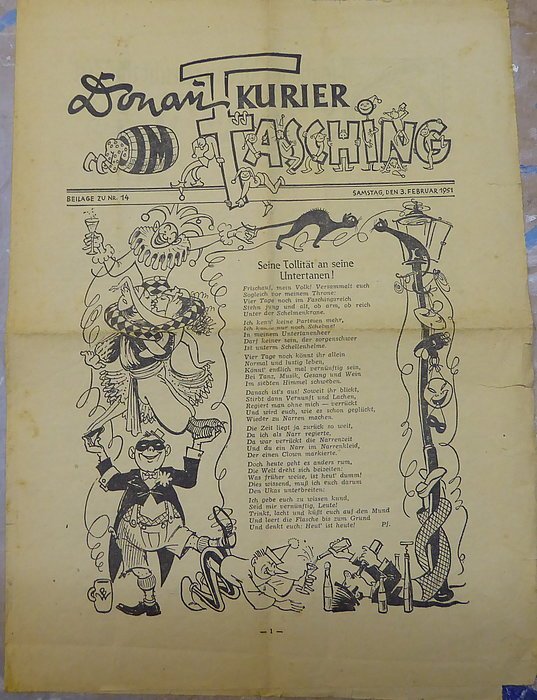 Donau KURIER
FASCHING
BEILAGE ZU NR. 14
SAMSTAG, DEN 3. FEBRUAR 1951
Seine Tollität an seine
Untertanen!
Frischauf, mein Volk! Versammelt euch
Sogleich vor meinem Throne:
Vier Tage noch im Faschingsreich
Stehn jung und alt, ob arm, ob reich
Unter der Schelmenkrone.
Ich kenn' keine Parteien mehr,
Ich kenne nur noch Schelme!
In meinem Untertanenheer
Darf keiner sein, der sorgenschwer
Ist unterm Schellenhelme.
Vier Tage noch könnt ihr allein
Normal und lustig leben,
Könnt' endlich mal vernünftig sein,
Bei Tanz, Musik, Gesang und Wein
Im siebten Himmel schweben.
Danach ist's aus! Soweit ihr blickt,
Stirbt dann Vernunft und Lachen,
Regiert man ohne mich — verrückt
Und wird euch, wie es schon geglückt,
Wieder zu Narren machen.
Die Zeit liegt ja zurück so weit,
Da ich als Narr regierte,
Da war verrückt die Narrenzeit
Und du ein Narr im Narrenkleid,
Der einen Clown markierte.
Doch heute geht es anders rum,
Die Welt dreht sich beizeiten:
Was früher weise, ist heut' dumm!
Dies wissend, muß ich euch darum
Den Ukas unterbreiten:
Ich gebe euch zu wissen kund,
Seid mir vernünftig, Leute!
Trinkt, lacht und küßt euch auf den Mund
Und leert die Flasche bis zum Grund
Und denkt euch: Heut' ist heute! Pf.
— 1 —